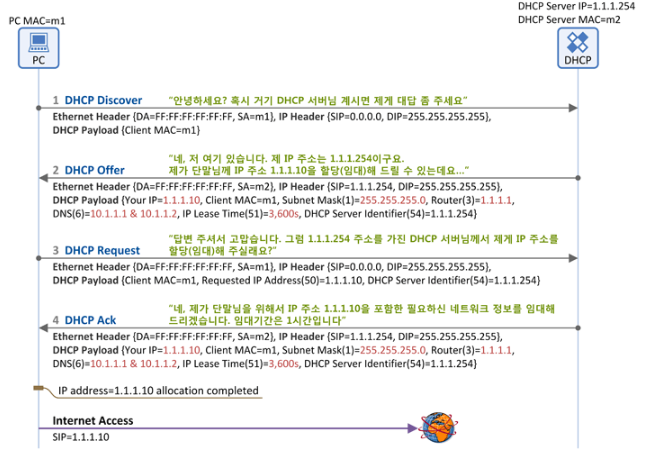 DHCP Server IP=1.1.1.254
PC MAC=m1
DHCP Server MAC=m2
PC
DHCP
1 DHCP Discover
"안녕하세요? 혹시 거기 DHCP 서버님 계시면 제게 대답 좀 주세요"
Ethernet Header {DA=FF:FF:FF:FF:FF:FF, SA=m1}, IP Header {SIP=0.0.0.0, DIP=255.255.255.255},
DHCP Payload {Client MAC=m1}
"네, 저 여기 있습니다. 제 IP 주소는 1.1.1.254이구요.
2 DHCP Offer
제가 단말님께 IP 주소 1.1.1.10을 할당(임대)해 드릴 수 있는데요..."
Ethernet Header {DA=FF:FF:FF:FF:FF:FF, SA=m2}, IP Header {SIP=1.1.1.254, DIP=255.255.255.255},
DHCP Payload {Your IP=1.1.1.10, Client MAC=m1, Subnet Mask(1)=255.255.255.0, Router(3)=1.1.1.1,
DNS(6)=10.1.1.1 & 10.1.1.2, IP Lease Time(51)=3,600s, DHCP Server Identifier(54)=1.1.1.254}
"답변 주셔서 고맙습니다. 그럼 1.1.1.254 주소를 가진 DHCP 서버님께서 제게 IP 주소를
3 DHCP Request
할당(임대)해 주실래요?"
Ethernet Header {DA=FF:FF:FF:FF:FF:FF, SA=m1}, IP Header {SIP=0.0.0.0, DIP=255.255.255.255},
DHCP Payload {Client MAC=m1, Requested IP Address(50)=1.1.1.10, DHCP Server Identifier(54)=1.1.1.254}
"네, 제가 단말님을 위해서 IP 주소 1.1.1.10을 포함한 필요하신 네트워크 정보를 임대해
4 DHCP Ack
드리겠습니다. 임대기간은 1시간입니다"
Ethernet Header {DA=FF:FF:FF:FF:FF:FF, SA=m2}, IP Header {SIP=1.1.1.254, DIP=255.255.255.255},
DHCP Payload {Your IP=1.1.1.10, Client MAC=m1, Subnet Mask(1)=255.255.255.0, Router(3)=1.1.1.1,
DNS(6)=10.1.1.1 & 10.1.1.2, IP Lease Time(51)=3,600s, DHCP Server Identifier(54)=1.1.1.254}
IP address=1.1.1.10 allocation completed
Internet Access
SIP=1.1.1.10